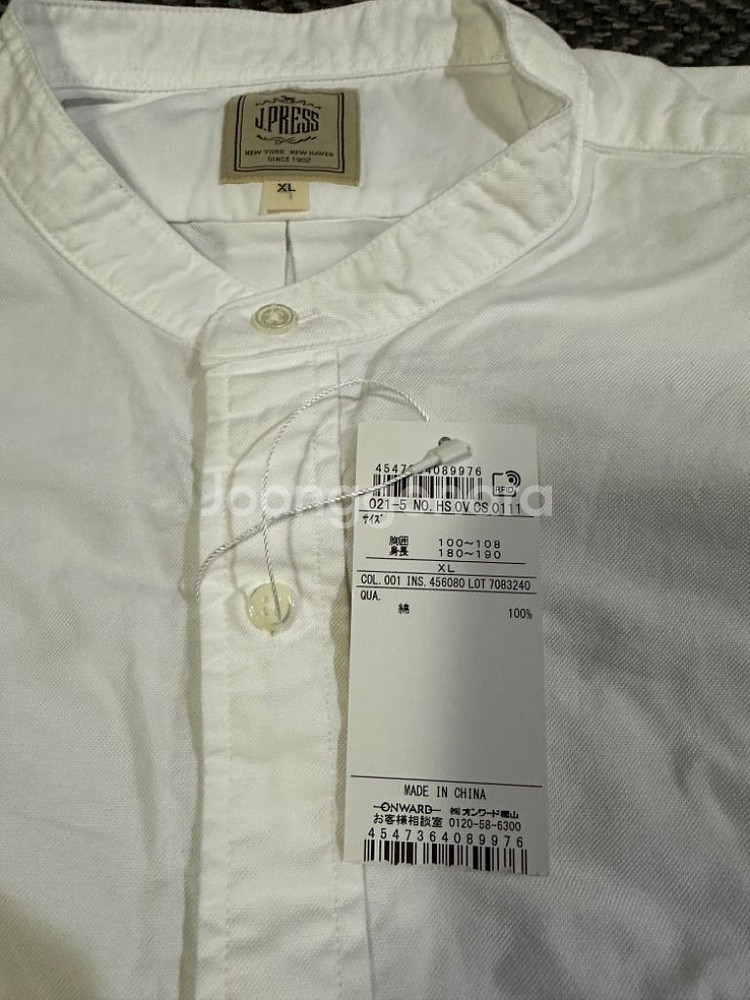 J.PRESS
NEW YORK NEW HAVEN
SINCE 1902
XL
4547364089976
RFID
021-5 NO. HS OV CS 0111
サイズ
胸囲 100~108
身長 180~190
XL
COL. 001 INS. 456080 LOT 7083240
QUA.
綿 100%
MADE IN CHINA
ONWARD ㈱オンワード樫山
お客様相談室 0120-58-6300
4547364089976
Joonggonara